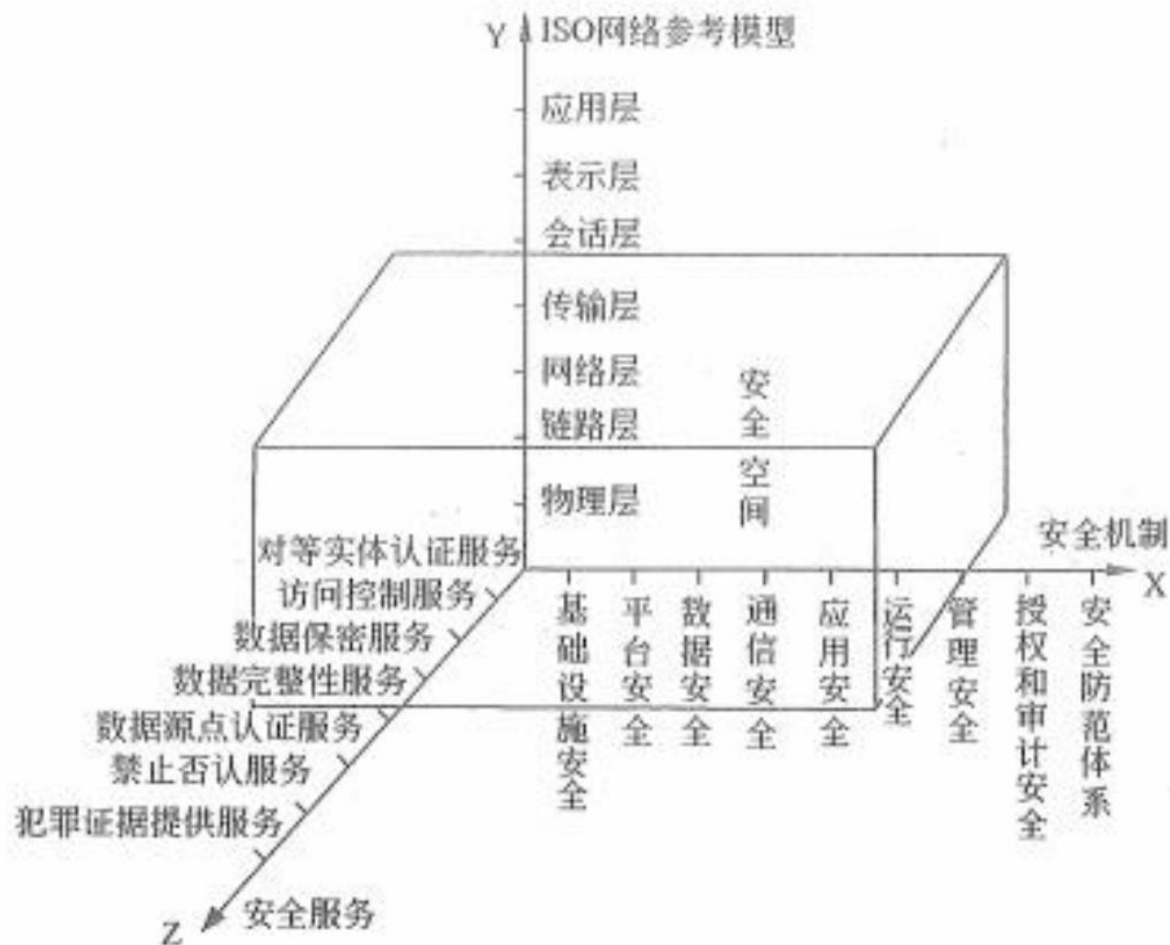 Y ISO网络参考模型
应用层
表示层
会话层
传输层
网络层
链路层
物理层
安全空间
对等实体认证服务
访问控制服务
数据保密服务
数据完整性服务
数据源点认证服务
禁止否认服务
犯罪证据提供服务
Z 安全服务
安全机制
X
基础设施安全
平台安全
数据安全
通信安全
应用安全
运行安全
管理安全
授权和审计安全
安全防范体系